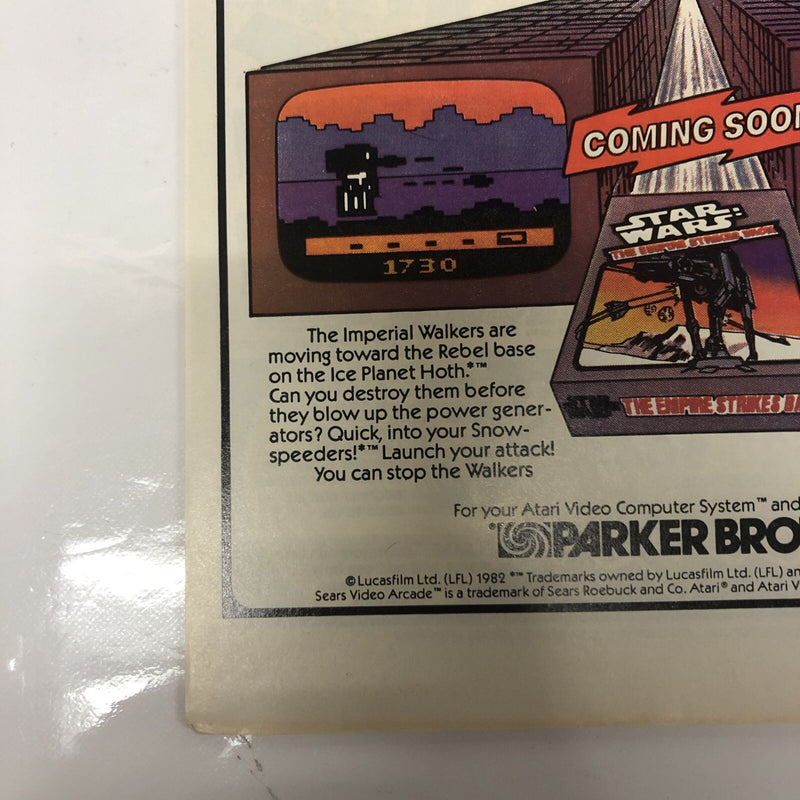 COMING SOON
1730
STAR
WARS:
THE EMPIRE STRIKES BACK
THE EMPIRE STRIKES BA
The Imperial Walkers are
moving toward the Rebel base
on the Ice Planet Hoth.*™
Can you destroy them before
they blow up the power gener-
ators? Quick, into your Snow-
speeders!*™ Launch your attack!
You can stop the Walkers
For your Atari Video Computer System™ and
PARKER BRO
©Lucasfilm Ltd. (LFL) 1982 *™ Trademarks owned by Lucasfilm Ltd. (LFL) an
Sears Video Arcade™ is a trademark of Sears Roebuck and Co. Atari® and Atari V